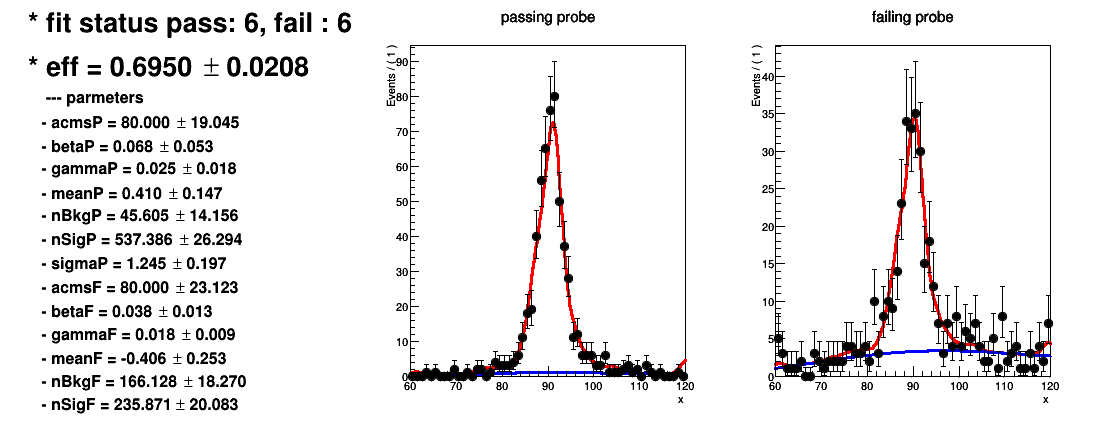 * fit status pass: 6, fail : 6
* eff = 0.6950 ± 0.0208
--- parmeters
- acmsP = 80.000 ± 19.045
- betaP = 0.068 ± 0.053
- gammaP = 0.025 ± 0.018
- meanP = 0.410 ± 0.147
- nBkgP = 45.605 ± 14.156
- nSigP = 537.386 ± 26.294
- sigmaP = 1.245 ± 0.197
- acmsF = 80.000 ± 23.123
- betaF = 0.038 ± 0.013
- gammaF = 0.018 ± 0.009
- meanF = -0.406 ± 0.253
- nBkgF = 166.128 ± 18.270
- nSigF = 235.871 ± 20.083
passing probe
Events / ( 1 )
90
80
70
60
50
40
30
20
10
0
60 70 80 90 100 110 120
x
failing probe
Events / ( 1 )
40
35
30
25
20
15
10
5
0
60 70 80 90 100 110 120
x